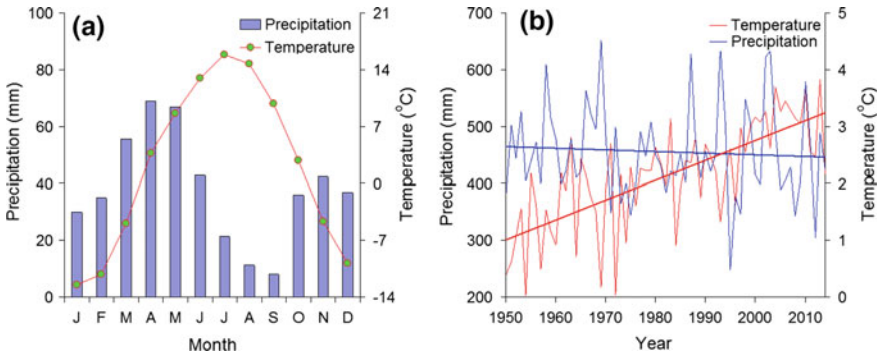 (a)
Precipitation
Temperature
Precipitation (mm)
100
80
60
40
20
0
21
14
7
0
-7
-14
Temperature (°C)
J F M A M J J A S O N D
Month
(b)
Temperature
Precipitation
Precipitation (mm)
700
600
500
400
300
200
5
4
3
2
1
0
Temperature (°C)
1950 1960 1970 1980 1990 2000 2010
Year